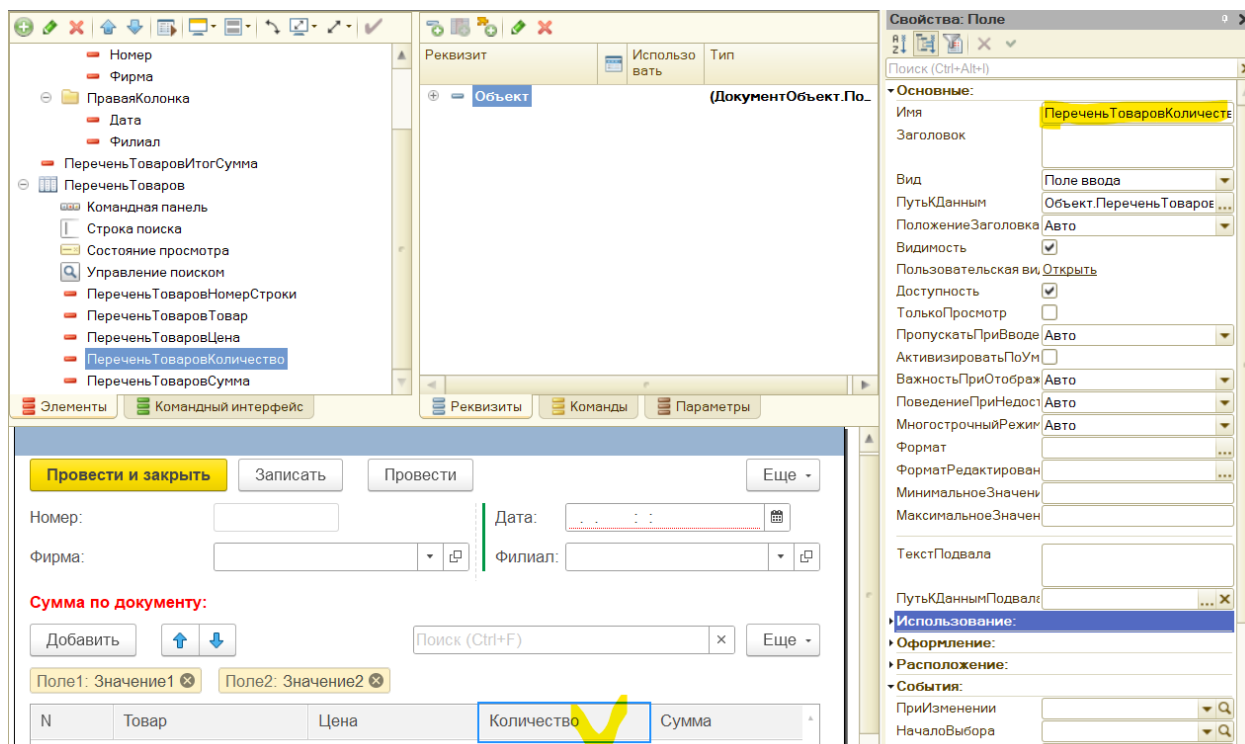 Номер
Фирма
ПраваяКолонка
Дата
Филиал
ПереченьТоваровИтогСумма
ПереченьТоваров
Командная панель
Строка поиска
Состояние просмотра
Управление поиском
ПереченьТоваровНомерСтроки
ПереченьТоваровТовар
ПереченьТоваровЦена
ПереченьТоваровКоличество
ПереченьТоваровСумма
Элементы Командный интерфейс
Реквизит Использо
вать Тип
Объект (ДокументОбъект.По...
Реквизиты Команды Параметры
Провести и закрыть Записать Провести Еще
Номер: Дата: . . : :
Фирма: Филиал:
Сумма по документу:
Добавить Поиск (Ctrl+F) × Еще
Поле1: Значение1 Поле2: Значение2
N Товар Цена Количество Сумма
Свойства: Поле
Поиск (Ctrl+Alt+I)
Основные:
Имя ПереченьТоваровКоличеств
Заголовок
Вид Поле ввода
ПутьКДанным Объект.ПереченьТоваров ...
ПоложениеЗаголовка Авто
Видимость
Пользовательская ви, Открыть
Доступность
ТолькоПросмотр
ПропускатьПриВводе Авто
АктивизироватьПоУм
ВажностьПриОтображ Авто
ПоведениеПриНедост Авто
МногострочныйРежим Авто
Формат ...
ФорматРедактирован ...
МинимальноеЗначени
МаксимальноеЗначен
ТекстПодвала
ПутьКДаннымПодвала ...
Использование:
Оформление:
Расположение:
События:
ПриИзменении
НачалоВыбора